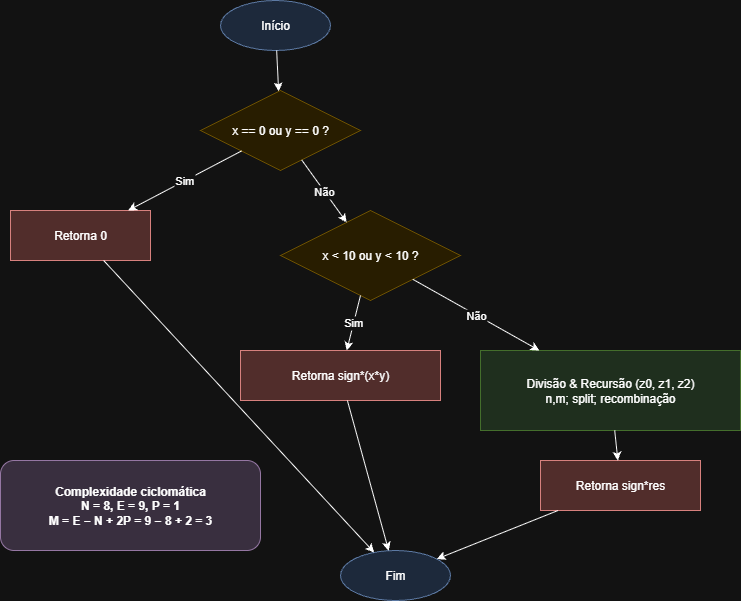 Início
x == 0 ou y == 0 ?
Sim
Não
Retorna 0
x < 10 ou y < 10 ?
Sim
Não
Retorna sign*(x*y)
Divisão & Recursão (z0, z1, z2)
n,m; split; recombinação
Complexidade ciclomática
N = 8, E = 9, P = 1
M = E – N + 2P = 9 – 8 + 2 = 3
Retorna sign*res
Fim